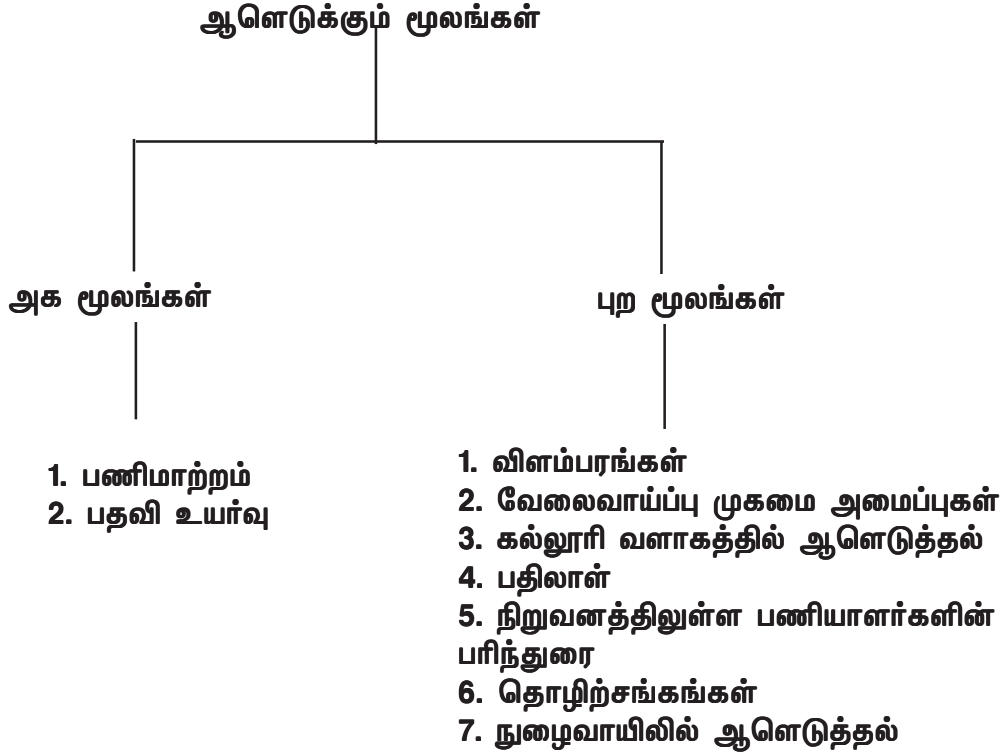 ஆளெடுக்கும் மூலங்கள்
அக மூலங்கள்
புற மூலங்கள்
1. பணிமாற்றம்
2. பதவி உயர்வு
1. விளம்பரங்கள்
2. வேலைவாய்ப்பு முகமை அமைப்புகள்
3. கல்லூரி வளாகத்தில் ஆளெடுத்தல்
4. பதிலாள்
5. நிறுவனத்திலுள்ள பணியாளர்களின்
பரிந்துரை
6. தொழிற்சங்கங்கள்
7. நுழைவாயிலில் ஆளெடுத்தல்